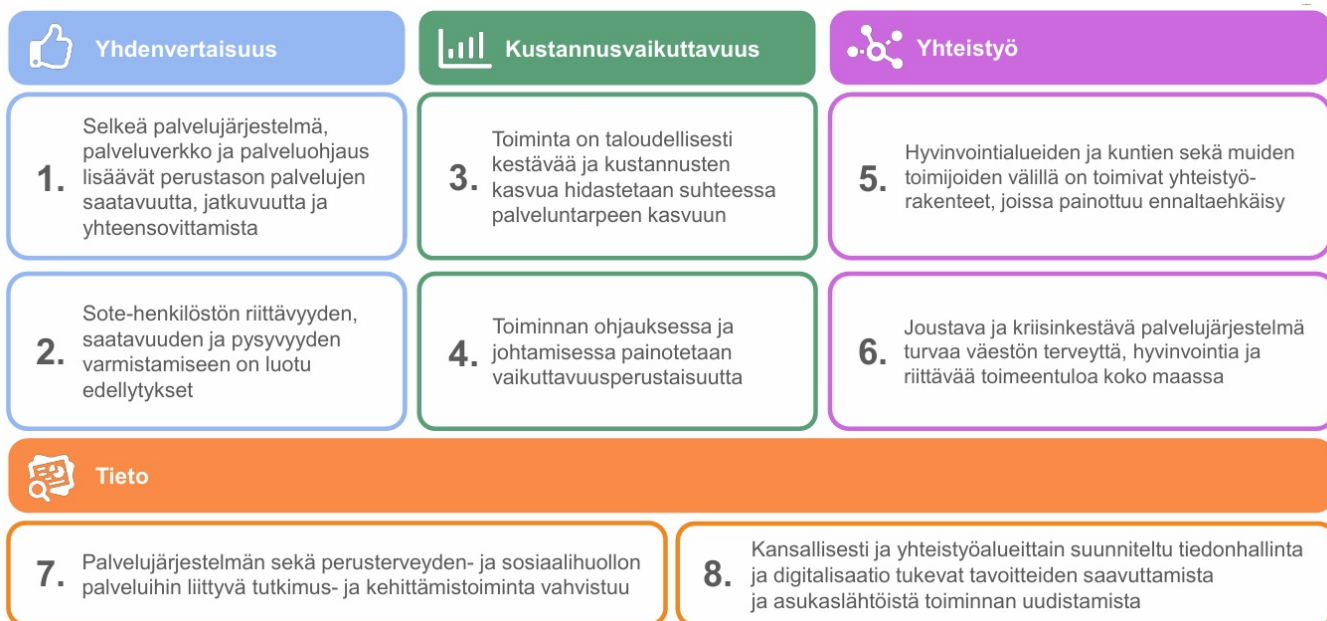 Yhdenvertaisuus
1.
Selkeä palvelujärjestelmä,
palveluverkko ja palveluohjaus
lisäävät perustason palvelujen
saatavuutta, jatkuvuutta ja
yhteensovittamista
2.
Sote-henkilöstön riittävyyden,
saatavuuden ja pysyvyyden
varmistamiseen on luotu
edellytykset
Kustannusvaikuttavuus
3.
Toiminta on taloudellisesti
kestävää ja kustannusten
kasvua hidastetaan suhteessa
palveluntarpeen kasvuun
4.
Toiminnan ohjauksessa ja
johtamisessa painotetaan
vaikuttavuusperustaisuutta
Yhteistyö
5.
Hyvinvointialueiden ja kuntien sekä muiden
toimijoiden välillä on toimivat yhteistyö-
rakenteet, joissa painottuu ennaltaehkäisy
6.
Joustava ja kriisinkestävä palvelujärjestelmä
turvaa väestön terveyttä, hyvinvointia ja
riittävää toimeentuloa koko maassa
Tieto
7.
Palvelujärjestelmän sekä perusterveyden- ja sosiaalihuollon
palveluihin liittyvä tutkimus- ja kehittämistoiminta vahvistuu
8.
Kansallisesti ja yhteistyöalueittain suunniteltu tiedonhallinta
ja digitalisaatio tukevat tavoitteiden saavuttamista
ja asukaslähtöistä toiminnan uudistamista